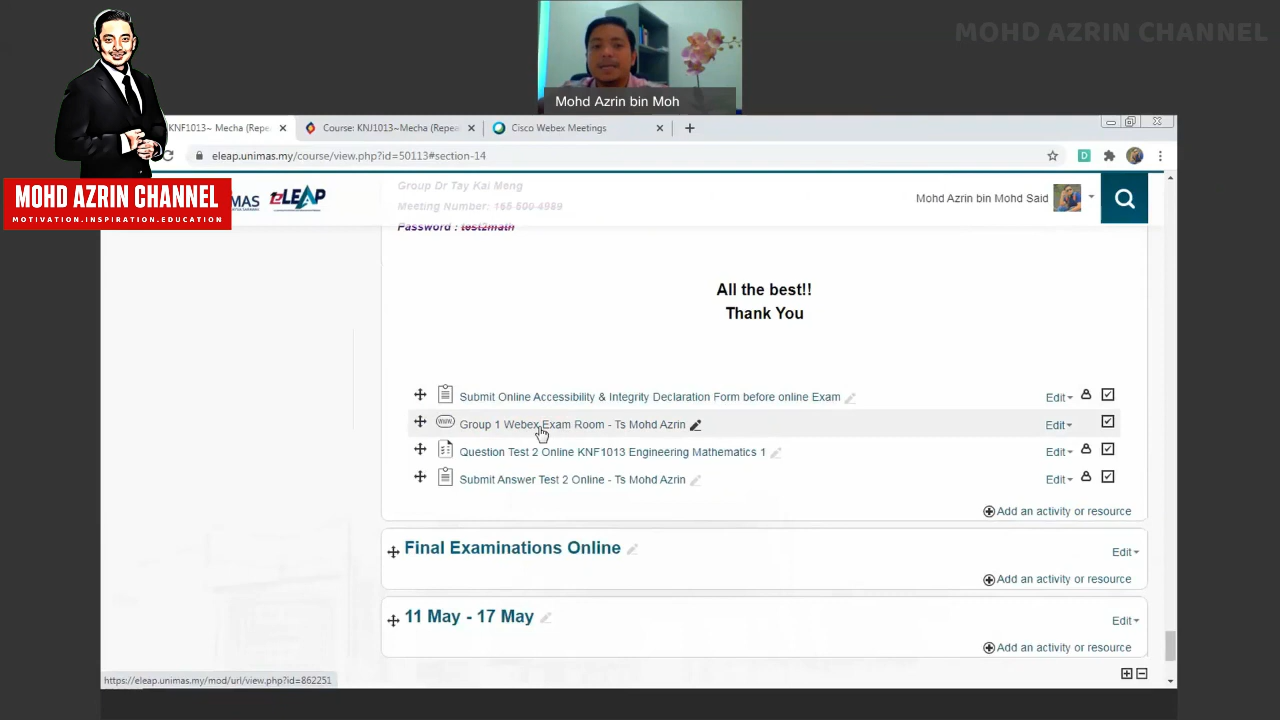 MOHD AZRIN CHANNEL
Mohd Azrin bin Moh
KNF1013~ Mecha (Repe
Course: KNJ1013~Mecha (Repe
Cisco Webex Meetings
eleap.unimas.my/course/view.php?id=50113#section-14
MOHD AZRIN CHANNEL
MOTIVATION.INSPIRATION.EDUCATION
MAS
eLEAP
Mohd Azrin bin Mohd Said
Group Dr Tay Kai Meng
Meeting Number: 165 500 4989
Password : test2math
All the best!!
Thank You
Submit Online Accessibility & Integrity Declaration Form before online Exam
Edit
Group 1 Webex Exam Room - Ts Mohd Azrin
Edit
Question Test 2 Online KNF1013 Engineering Mathematics 1
Edit
Submit Answer Test 2 Online - Ts Mohd Azrin
Edit
Add an activity or resource
Final Examinations Online
Edit
Add an activity or resource
11 May - 17 May
Edit
Add an activity or resource
https://eleap.unimas.my/mod/url/view.php?id=862251